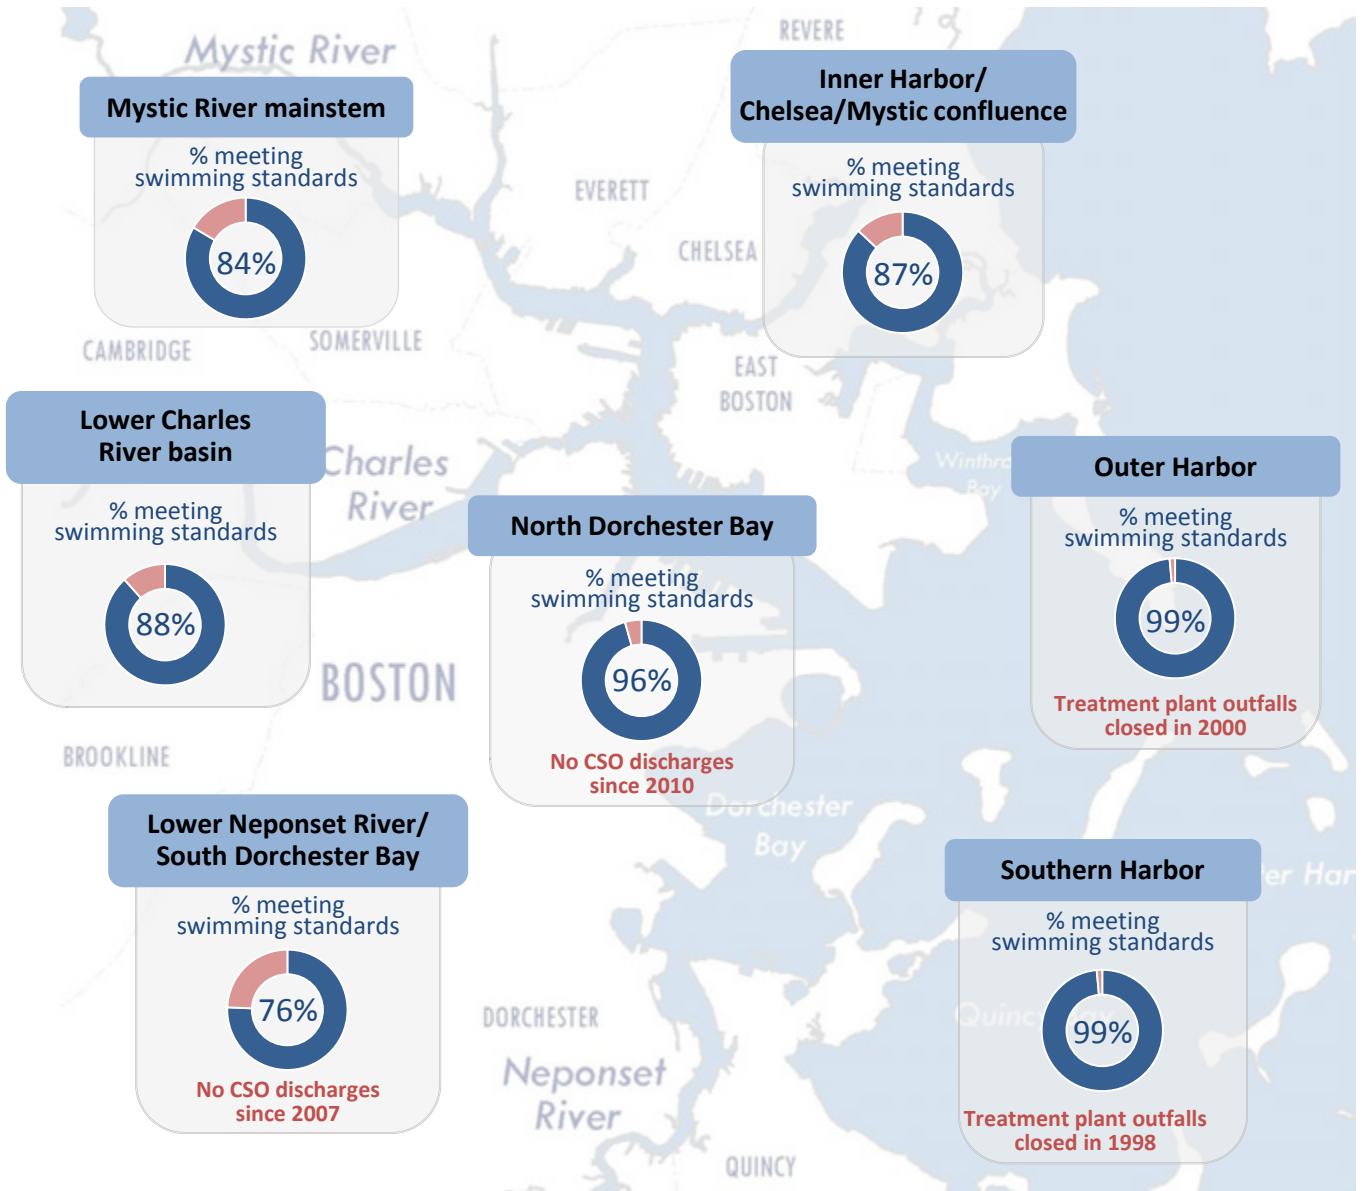 Mystic River
REVERE
Mystic River mainstem
% meeting
swimming standards
84%
Inner Harbor/
Chelsea/Mystic confluence
% meeting
swimming standards
87%
EVERETT
CHELSEA
CAMBRIDGE
SOMERVILLE
EAST
BOSTON
Lower Charles
River basin
% meeting
swimming standards
88%
Charles
River
North Dorchester Bay
% meeting
swimming standards
96%
No CSO discharges
since 2010
Bay
Outer Harbor
% meeting
swimming standards
99%
Treatment plant outfalls
closed in 2000
BOSTON
BROOKLINE
Dorchester
Bay
Lower Neponset River/
South Dorchester Bay
% meeting
swimming standards
76%
No CSO discharges
since 2007
Southern Harbor
% meeting
swimming standards
99%
Treatment plant outfalls
closed in 1998
Quincy Bay
DORCHESTER
Neponset
River
QUINCY